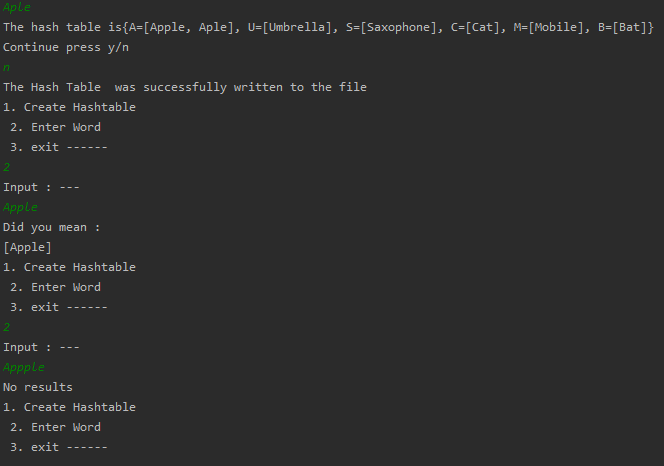 Aple
The hash table is{A=[Apple, Aple], U=[Umbrella], S=[Saxophone], C=[Cat], M=[Mobile], B=[Bat]}
Continue press y/n
n
The Hash Table  was successfully written to the file
1. Create Hashtable
 2. Enter Word
 3. exit ------
2
Input : ---
Apple
Did you mean :
[Apple]
1. Create Hashtable
 2. Enter Word
 3. exit ------
2
Input : ---
Appple
No results
1. Create Hashtable
 2. Enter Word
 3. exit ------